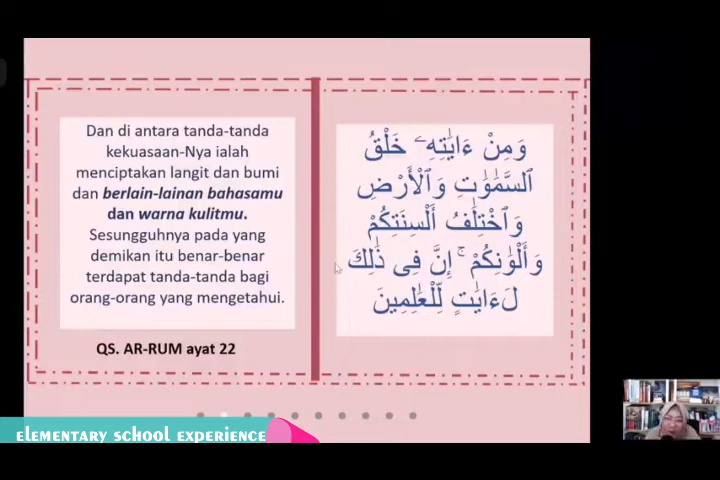 Dan di antara tanda-tanda
kekuasaan-Nya ialah
menciptakan langit dan bumi
dan berlain-lainan bahasamu
dan warna kulitmu.
Sesungguhnya pada yang
demikan itu benar-benar
terdapat tanda-tanda bagi
orang-orang yang mengetahui.
QS. AR-RUM ayat 22
وَمِنْ ءَايَٰتِهِۦ خَلْقُ
ٱلسَّمَٰوَٰتِ وَٱلْأَرْضِ
وَٱخْتِلَٰفُ أَلْسِنَتِكُمْ
وَأَلْوَٰنِكُمْ ۚ إِنَّ فِى ذَٰلِكَ
لَءَايَٰتٍ لِّلْعَٰلِمِينَ
ELEMENTARY SCHOOL EXPERIENCE